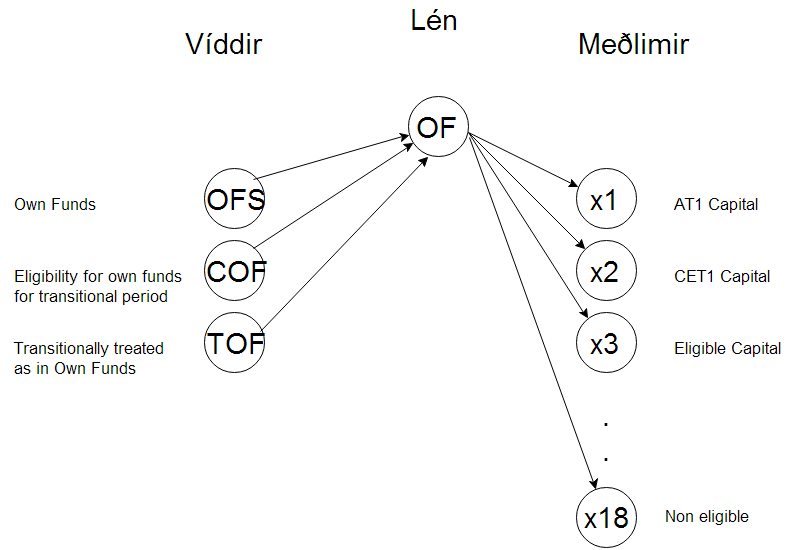 Lén
Víddir
Meðlimir
OF
Own Funds
OFS
x1
AT1 Capital
Eligibility for own funds
for transitional period
COF
x2
CET1 Capital
Transitionally treated
as in Own Funds
TOF
x3
Eligible Capital
.
.
x18
Non eligible